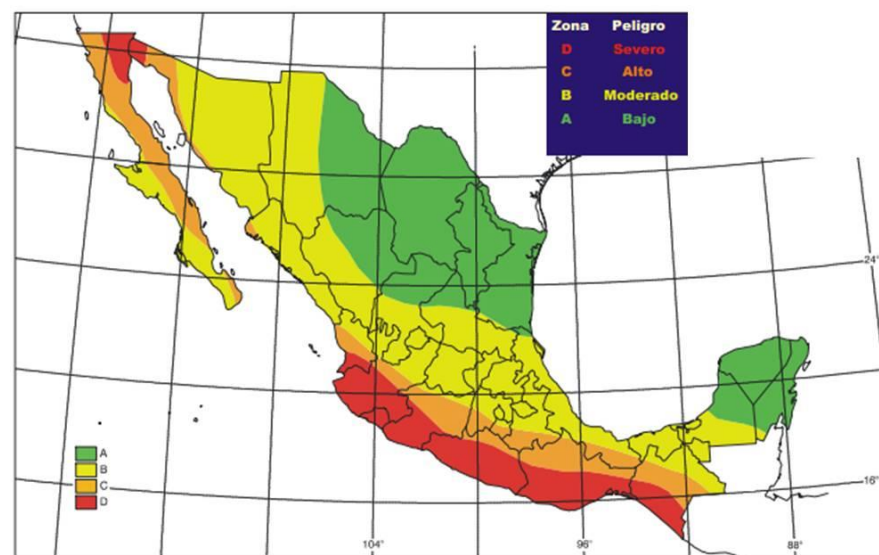 Zona Peligro
D Severo
C Alto
B Moderado
A Bajo
24°
A
B
C
D
16°
104° 96° 88°